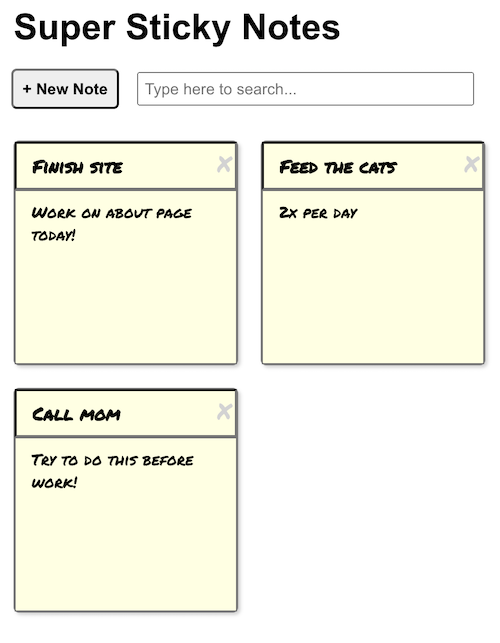 Super Sticky Notes
+ New Note
Type here to search...
Finish site
Work on about page
today!
Feed the cats
2x per day
Call mom
Try to do this before
work!